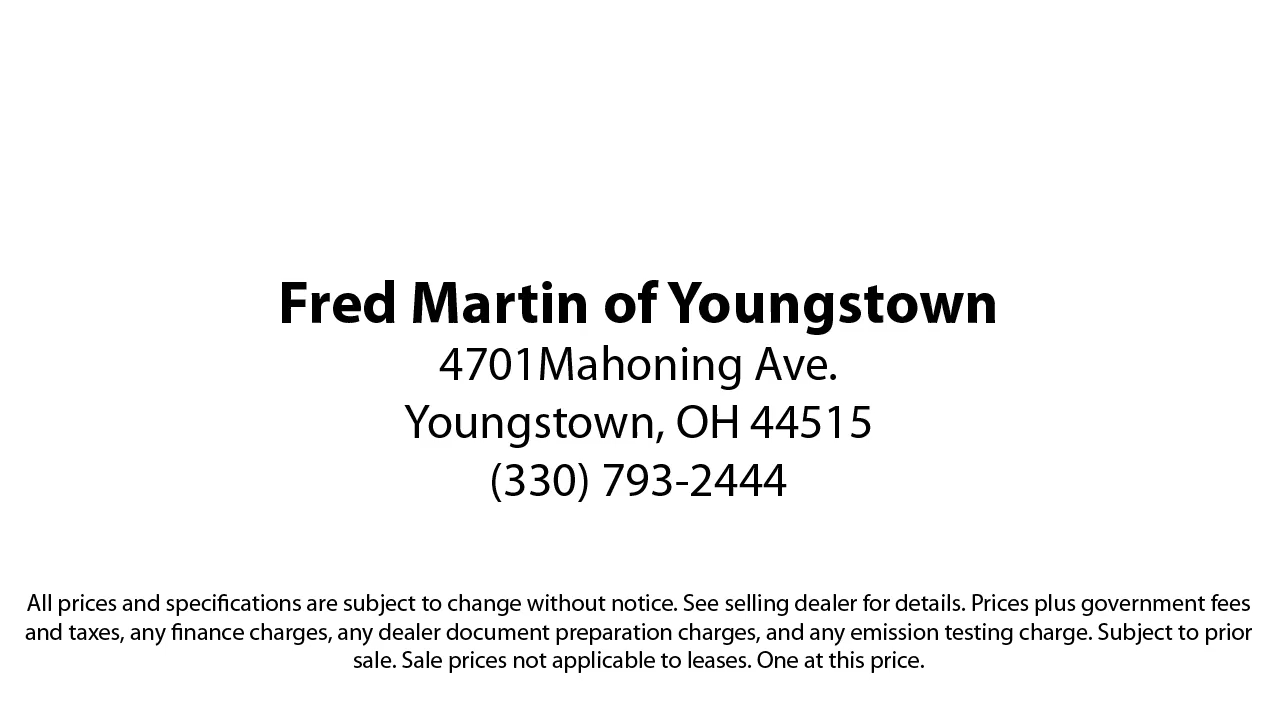 Fred Martin of Youngstown
4701Mahoning Ave.
Youngstown, OH 44515
(330) 793-2444
All prices and specifications are subject to change without notice. See selling dealer for details. Prices plus government fees
and taxes, any finance charges, any dealer document preparation charges, and any emission testing charge. Subject to prior
sale. Sale prices not applicable to leases. One at this price.